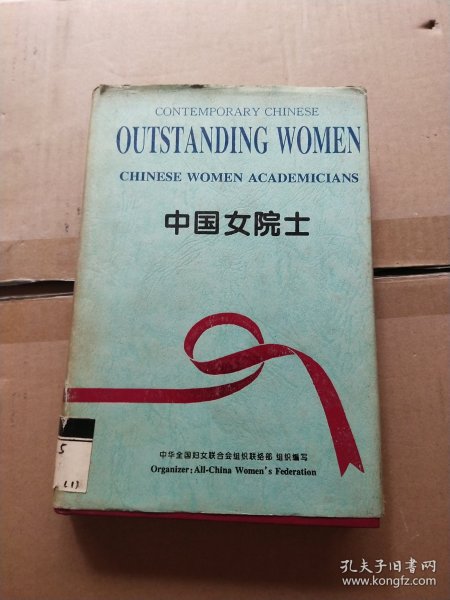 CONTEMPORARY CHINESE
OUTSTANDING WOMEN
CHINESE WOMEN ACADEMICIANS
中国女院士
中华全国妇女联合会组织联络部 组织编写
Organizer: All-China Women's Federation
5
(1)
孔夫子旧书网
www.kongfz.com